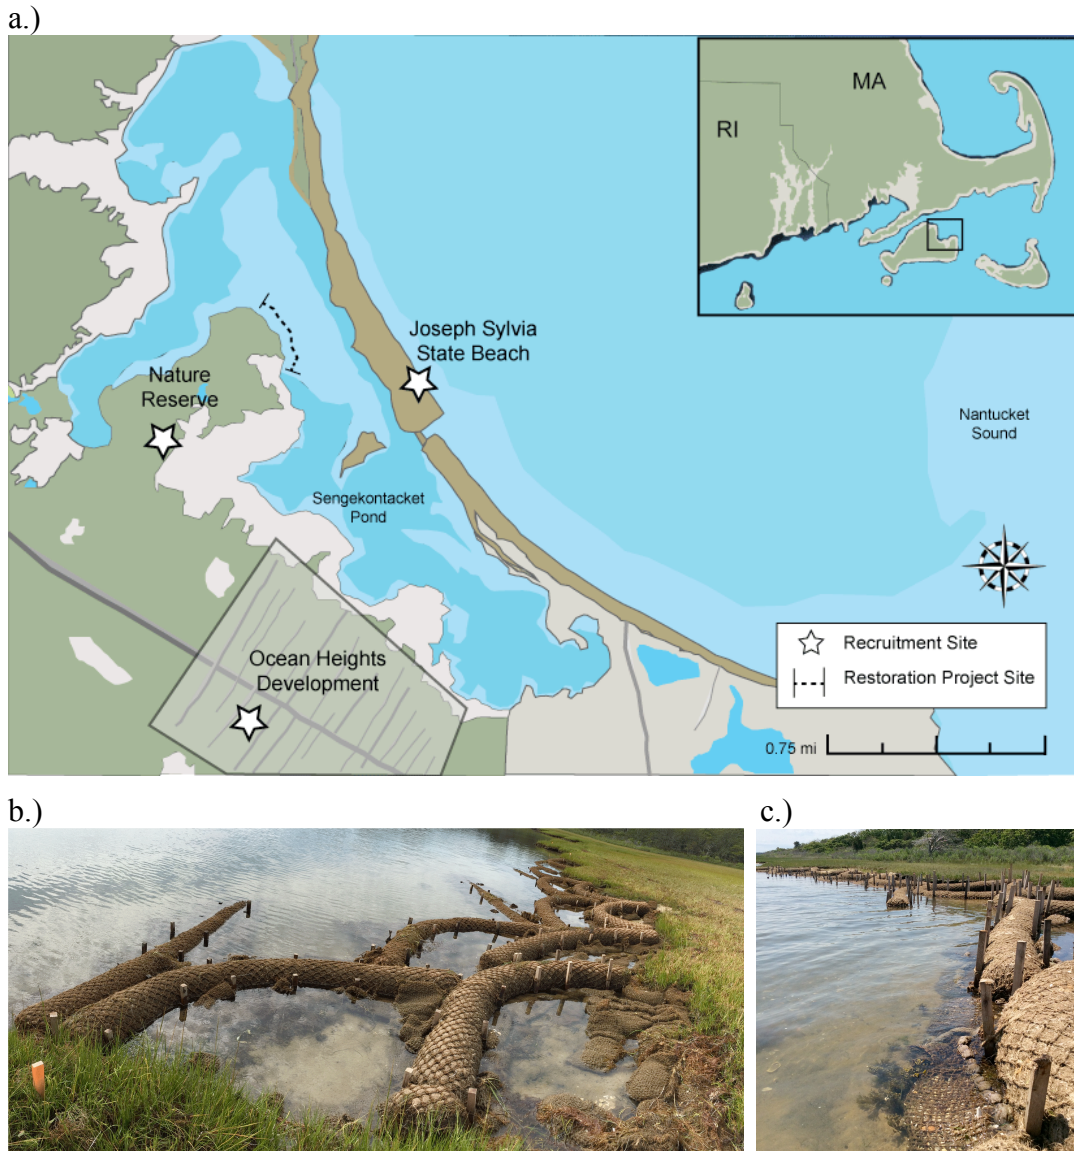 a.)
MA
RI
Joseph Sylvia
State Beach
Nature
Reserve
Nantucket
Sound
Sengekontacket
Pond
Ocean Heights
Development
Recruitment Site
Restoration Project Site
0.75 mi
b.)
c.)